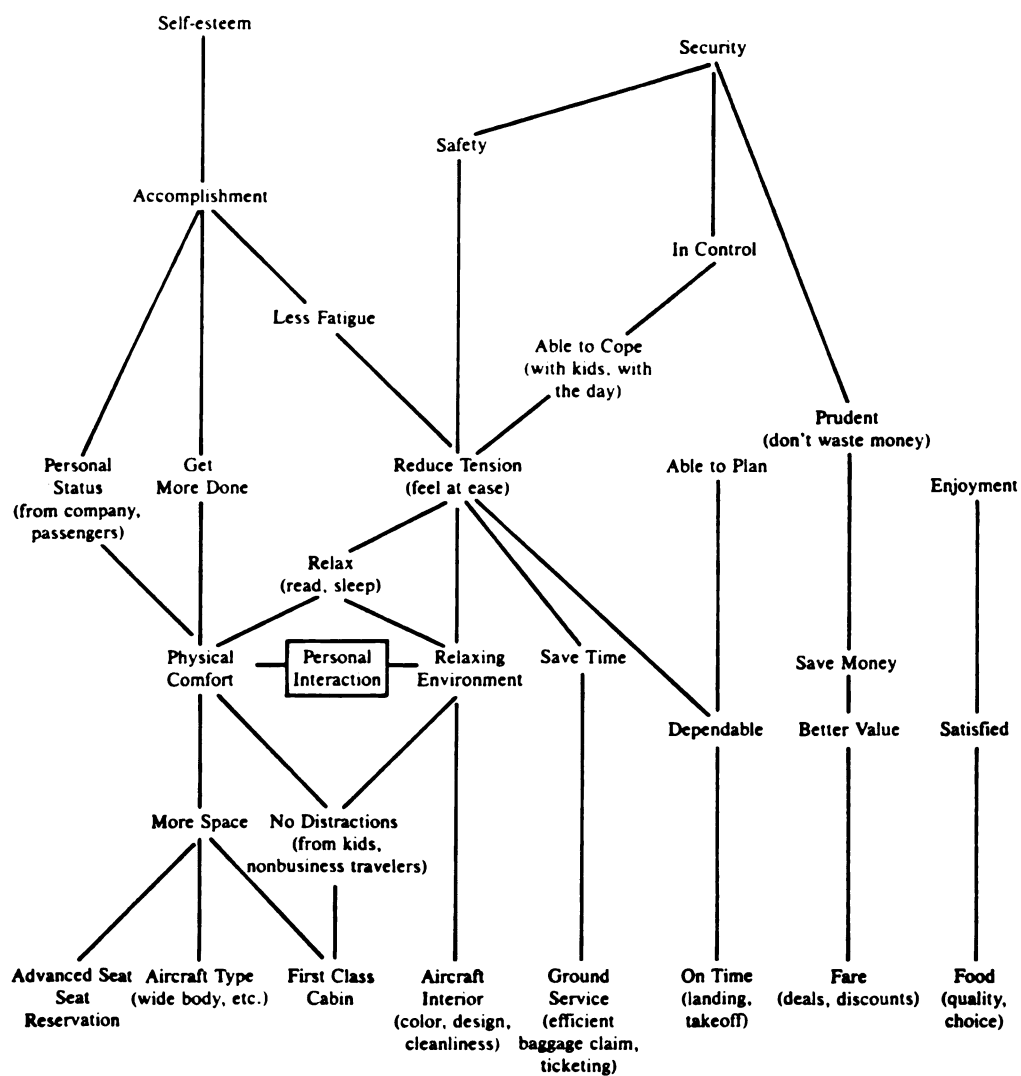 Self-esteem
Security
Safety
Accomplishment
In Control
Less Fatigue
Able to Cope
(with kids, with
the day)
Prudent
(don't waste money)
Personal
Status
(from company,
passengers)
Get
More Done
Reduce Tension
(feel at ease)
Able to Plan
Enjoyment
Relax
(read, sleep)
Physical
Comfort
Personal
Interaction
Relaxing
Environment
Save Time
Save Money
Dependable
Better Value
Satisfied
More Space
No Distractions
(from kids,
nonbusiness travelers)
Advanced Seat
Seat
Reservation
Aircraft Type
(wide body, etc.)
First Class
Cabin
Aircraft
Interior
(color, design,
cleanliness)
Ground
Service
(efficient
baggage claim,
ticketing)
On Time
(landing,
takeoff)
Fare
(deals, discounts)
Food
(quality,
choice)